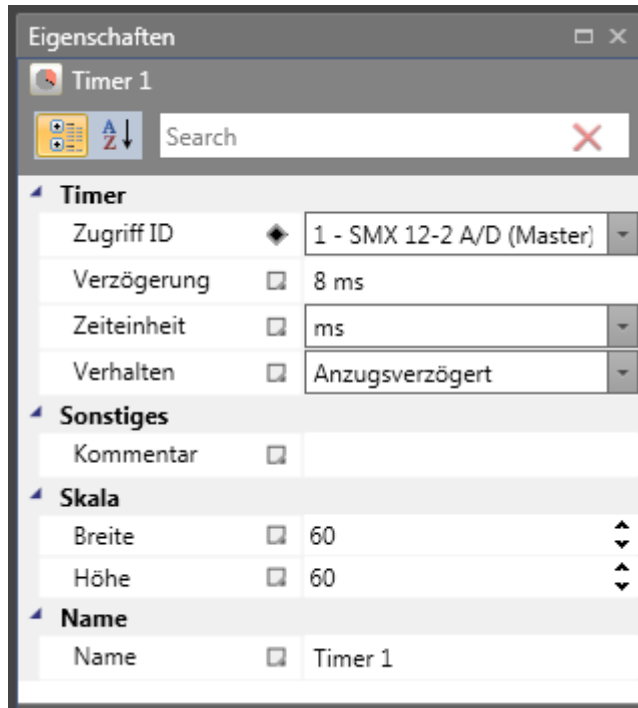 Eigenschaften
Timer 1
Search
Timer
Zugriff ID 1 - SMX 12-2 A/D (Master)
Verzögerung 8 ms
Zeiteinheit ms
Verhalten Anzugsverzögert
Sonstiges
Kommentar
Skala
Breite 60
Höhe 60
Name
Name Timer 1